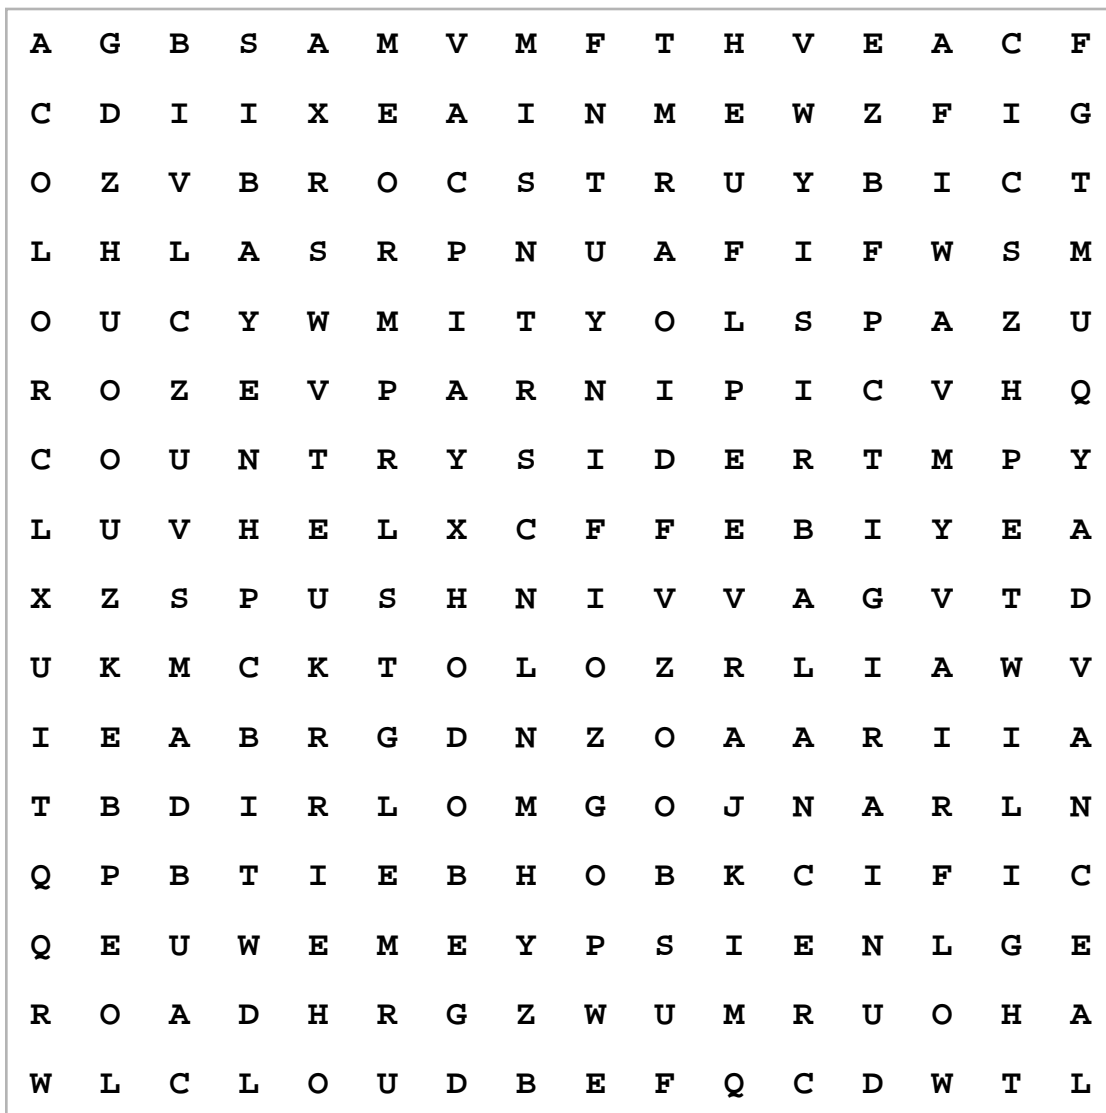 A G B S A M V M F T H V E A C F
C D I I X E A I N M E W Z F I G
O Z V B R O C S T R U Y B I C T
L H L A S R P N U A F I F W S M
O U C Y W M I T Y O L S P A Z U
R O Z E V P A R N I P I C V H Q
C O U N T R Y S I D E R T M P Y
L U V H E L X C F F E B I Y E A
X Z S P U S H N I V V A G V T D
U K M C K T O L O Z R L I A W V
I E A B R G D N Z O A A R I I A
T B D I R L O M G O J N A R L N
Q P B T I E B H O B K C I F I C
Q E U W E M E Y P S I E N L G E
R O A D H R G Z W U M R U O H A
W L C L O U D B E F Q C D W T L